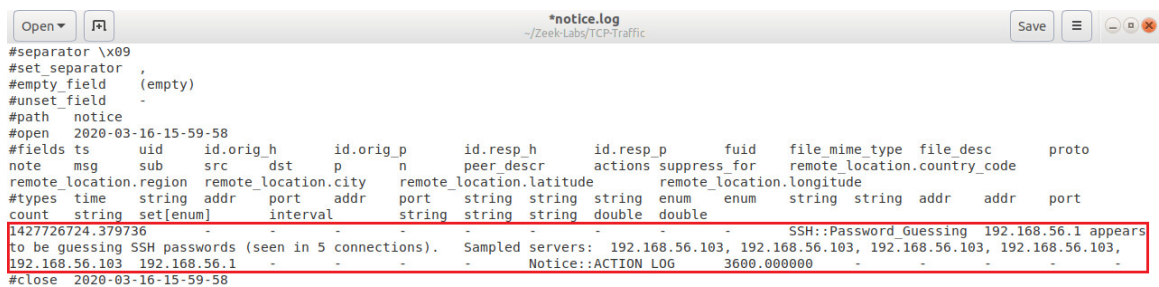 Open
*notice.log
~/Zeek-Labs/TCP-Traffic
Save
#separator \x09
#set_separator ,
#empty_field (empty)
#unset_field -
#path notice
#open 2020-03-16-15-59-58
#fields ts uid id.orig_h id.orig_p id.resp_h id.resp_p fuid file_mime_type file_desc proto
note msg sub src dst p n peer_descr actions suppress_for remote_location.country_code
remote_location.region remote_location.city remote_location.latitude remote_location.longitude
#types time string addr port addr port string string string enum enum string string addr addr port
count string set[enum] interval string string string double double
1427726724.379736 - - - - - - - - - SSH::Password_Guessing 192.168.56.1 appears
to be guessing SSH passwords (seen in 5 connections). Sampled servers: 192.168.56.103, 192.168.56.103, 192.168.56.103, 192.168.56.103,
192.168.56.103 192.168.56.1 - - - - Notice::ACTION_LOG 3600.000000 - - - - -
#close 2020-03-16-15-59-58